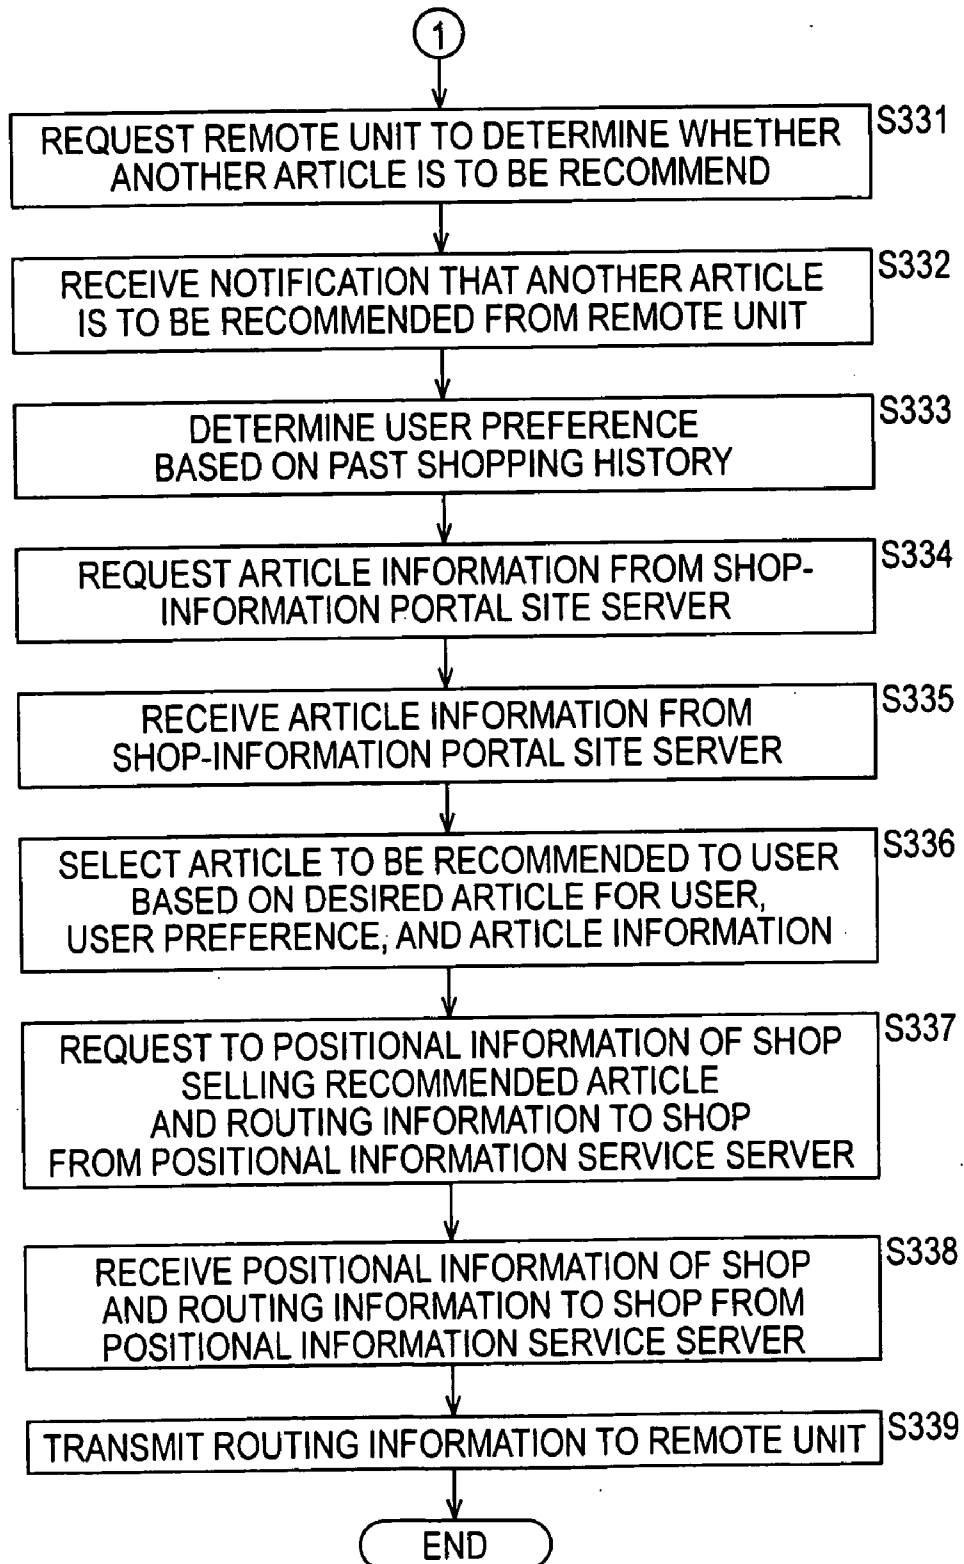 1
S331
REQUEST REMOTE UNIT TO DETERMINE WHETHER
ANOTHER ARTICLE IS TO BE RECOMMEND
S332
RECEIVE NOTIFICATION THAT ANOTHER ARTICLE
IS TO BE RECOMMENDED FROM REMOTE UNIT
S333
DETERMINE USER PREFERENCE
BASED ON PAST SHOPPING HISTORY
S334
REQUEST ARTICLE INFORMATION FROM SHOP-
INFORMATION PORTAL SITE SERVER
S335
RECEIVE ARTICLE INFORMATION FROM
SHOP-INFORMATION PORTAL SITE SERVER
S336
SELECT ARTICLE TO BE RECOMMENDED TO USER
BASED ON DESIRED ARTICLE FOR USER,
USER PREFERENCE, AND ARTICLE INFORMATION
S337
REQUEST TO POSITIONAL INFORMATION OF SHOP
SELLING RECOMMENDED ARTICLE
AND ROUTING INFORMATION TO SHOP
FROM POSITIONAL INFORMATION SERVICE SERVER
S338
RECEIVE POSITIONAL INFORMATION OF SHOP
AND ROUTING INFORMATION TO SHOP FROM
POSITIONAL INFORMATION SERVICE SERVER
S339
TRANSMIT ROUTING INFORMATION TO REMOTE UNIT
END